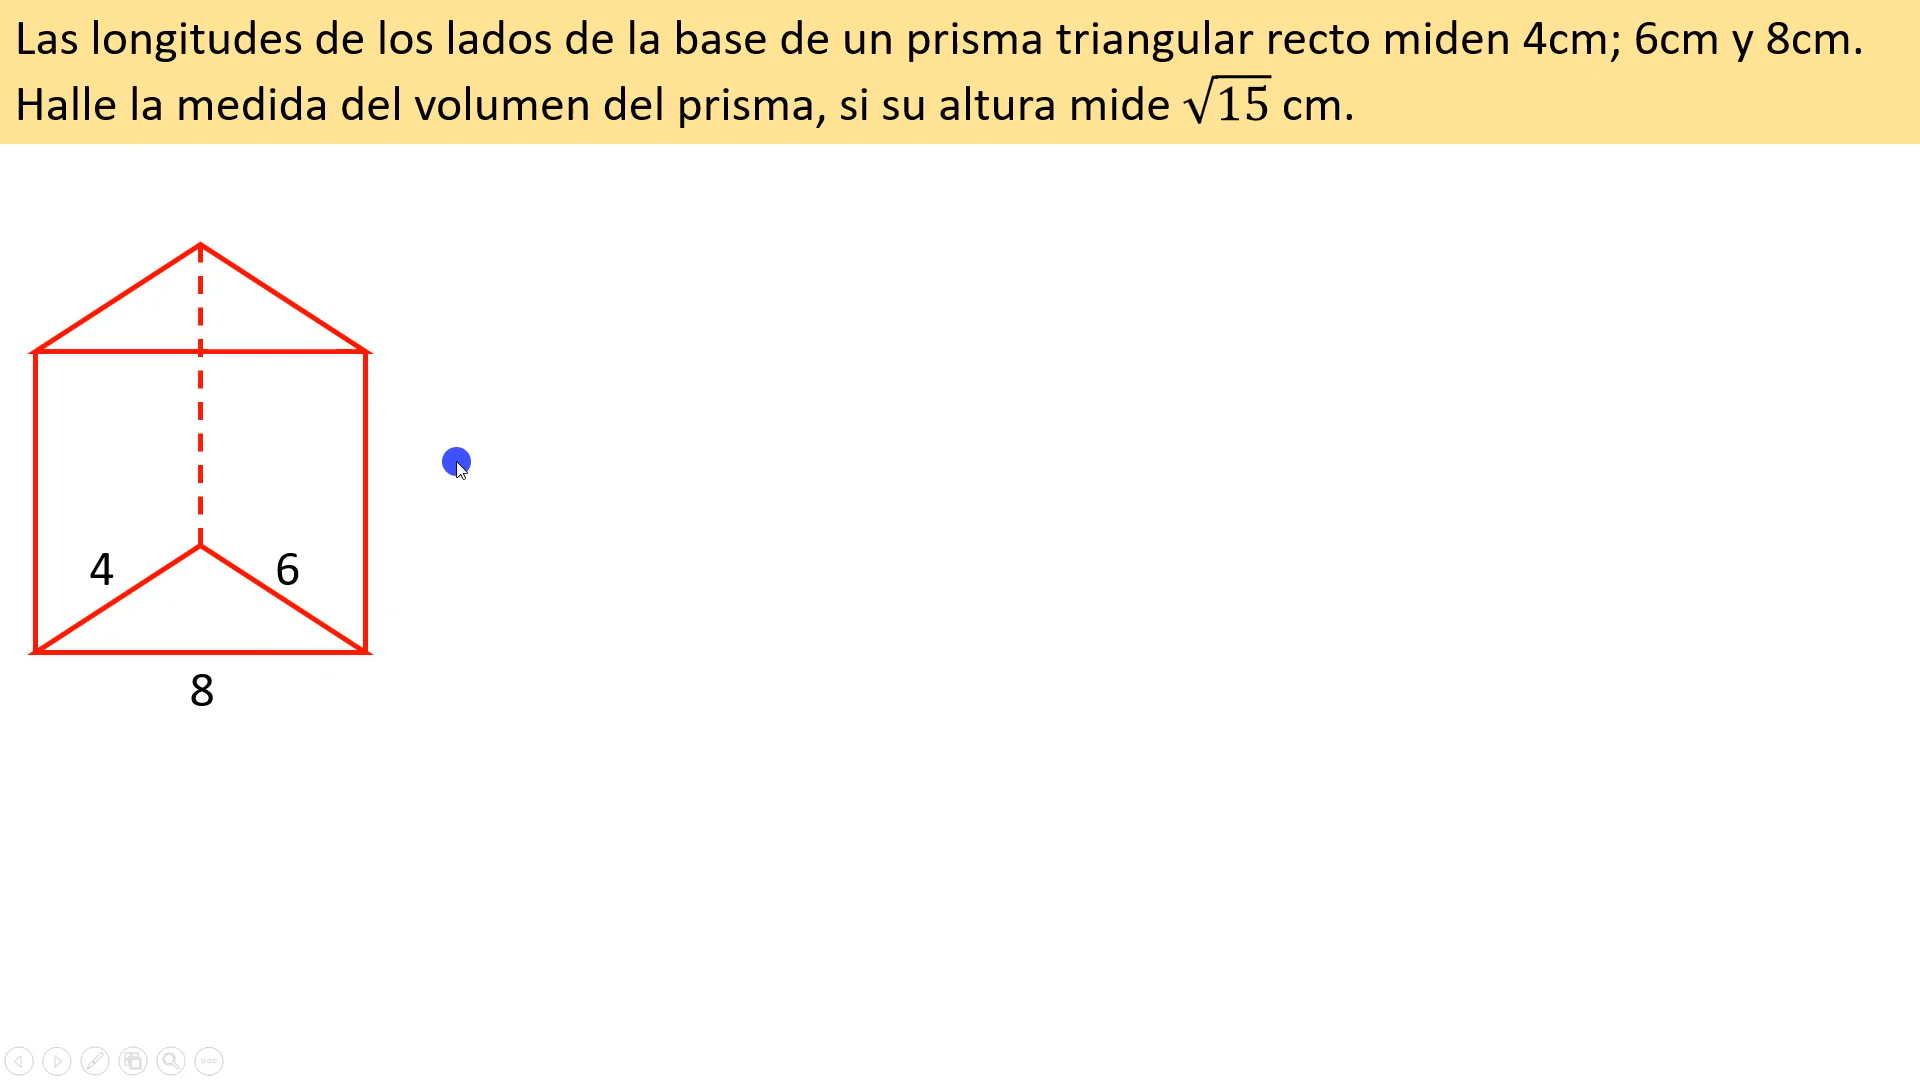 Las longitudes de los lados de la base de un prisma triangular recto miden 4cm; 6cm y 8cm.
Halle la medida del volumen del prisma, si su altura mide √15 cm.
4
6
8